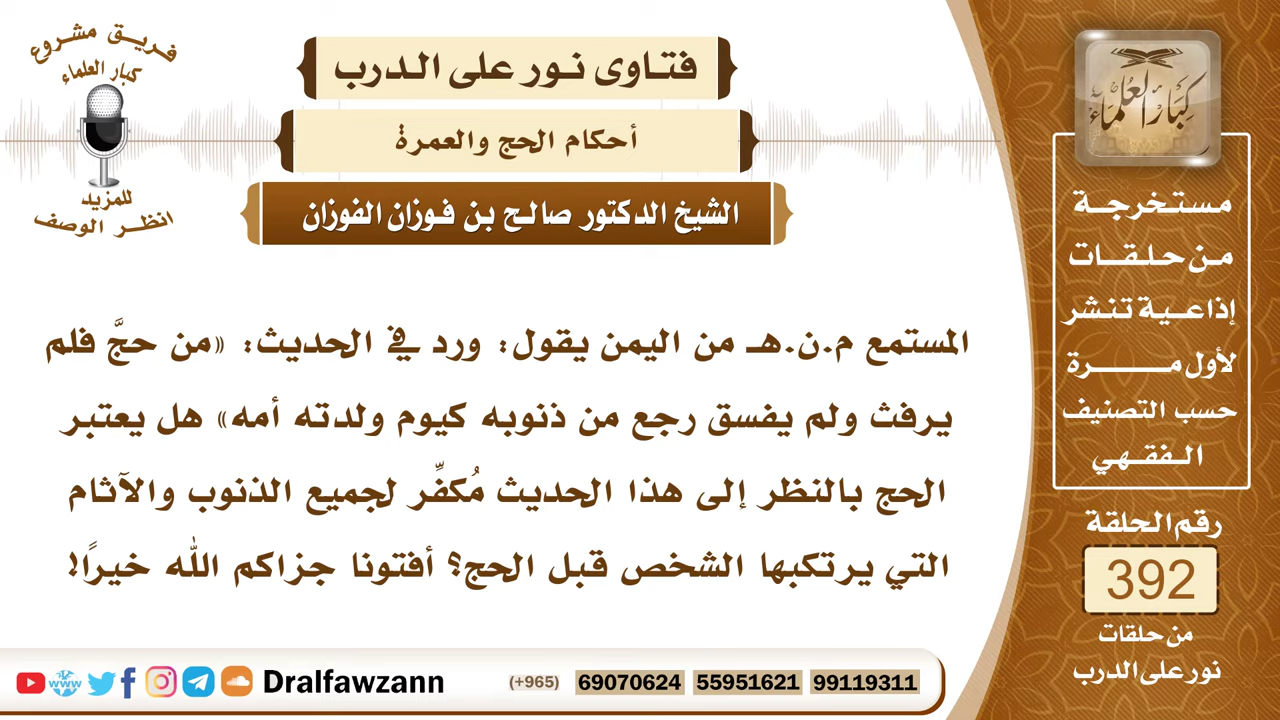 فريق مشروع
كبار العلماء
للمزيد
انظر الوصف
فتاوى نور على الدرب
أحكام الحج والعمرة
الشيخ الدكتور صالح بن فوزان الفوزان
المستمع م.ن.هـ من اليمن يقول: ورد في الحديث: «من حجَّ فلم
يرفث ولم يفسق رجع من ذنوبه كيوم ولدته أمه» هل يعتبر
الحج بالنظر إلى هذا الحديث مُكفِّر لجميع الذنوب والآثام
التي يرتكبها الشخص قبل الحج؟ أفتونا جزاكم الله خيرًا!
كِبَارُ العُلَمَاء
مستخرجة
من حلقات
إذاعية تنشر
لأول مرة
حسب التصنيف
الفقهي
رقم الحلقة
392
من حلقات
نور على الدرب
www Dralfawzann (+965) 69070624 55951621 99119311